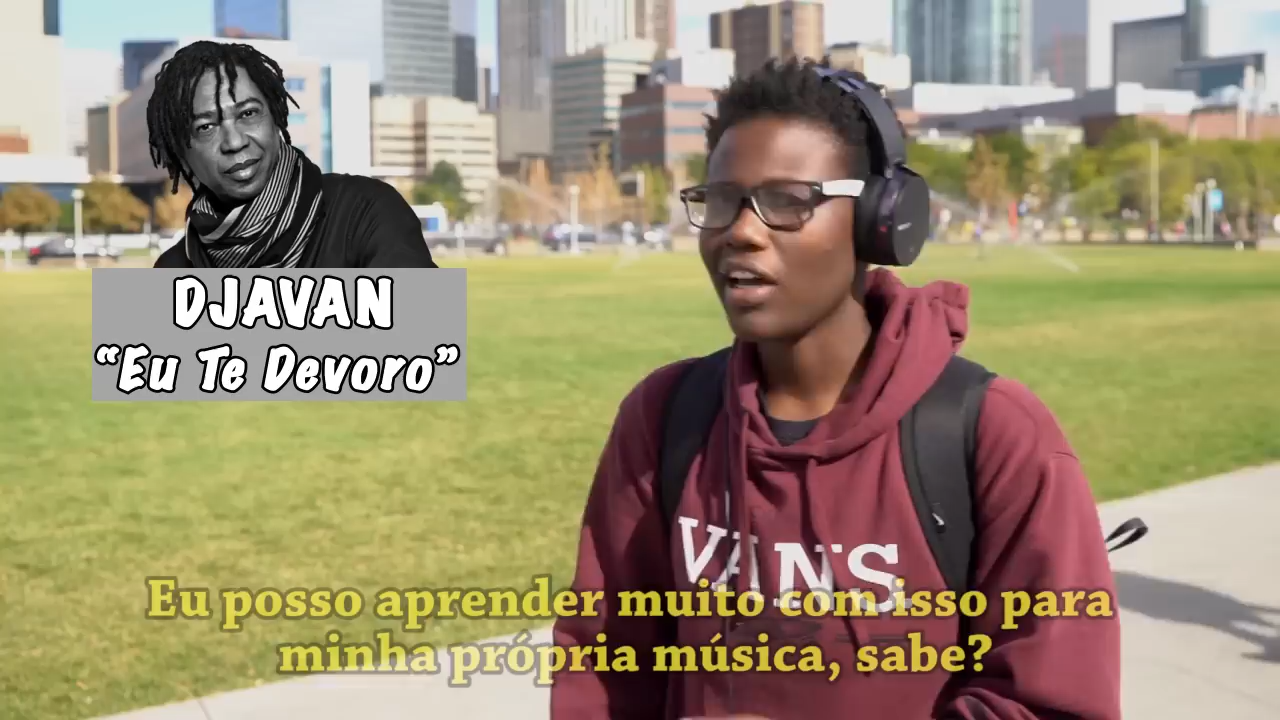 DJAVAN
“Eu Te Devoro”
VANS
Eu posso aprender muito com isso para
minha própria música, sabe?